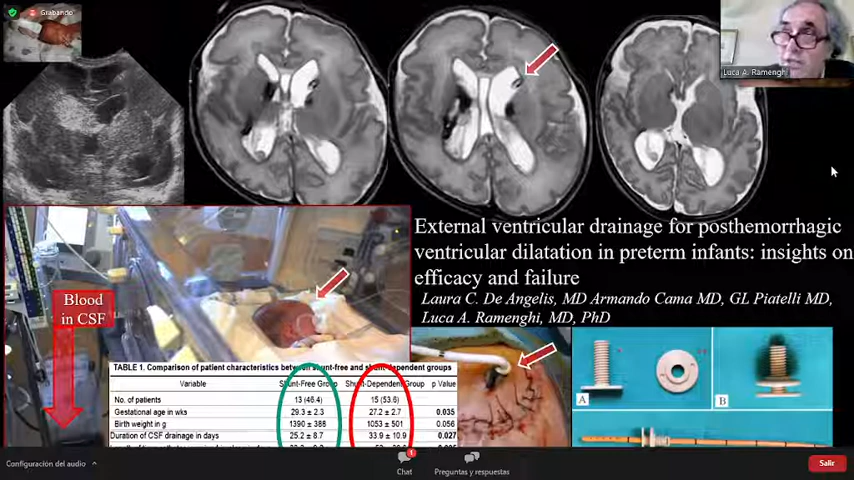 Grabando
Luca A. Ramenghi
External ventricular drainage for posthemorrhagic
ventricular dilatation in preterm infants: insights on
efficacy and failure
Laura C. De Angelis, MD Armando Cama MD, GL Piatelli MD,
Luca A. Ramenghi, MD, PhD
Blood
in CSF
TABLE 1. Comparison of patient characteristics between shunt-free and shunt-dependent groups
Variable Shunt-Free Group Shunt-Dependent Group p Value
No. of patients 13 (46.4) 15 (53.6)
Gestational age in wks 29.3 ± 2.3 27.2 ± 2.7 0.035
Birth weight in g 1390 ± 388 1053 ± 501 0.056
Duration of CSF drainage in days 25.2 ± 8.7 33.9 ± 10.9 0.027
A
B
Configuración del audio
1
Chat
Preguntas y respuestas
Salir